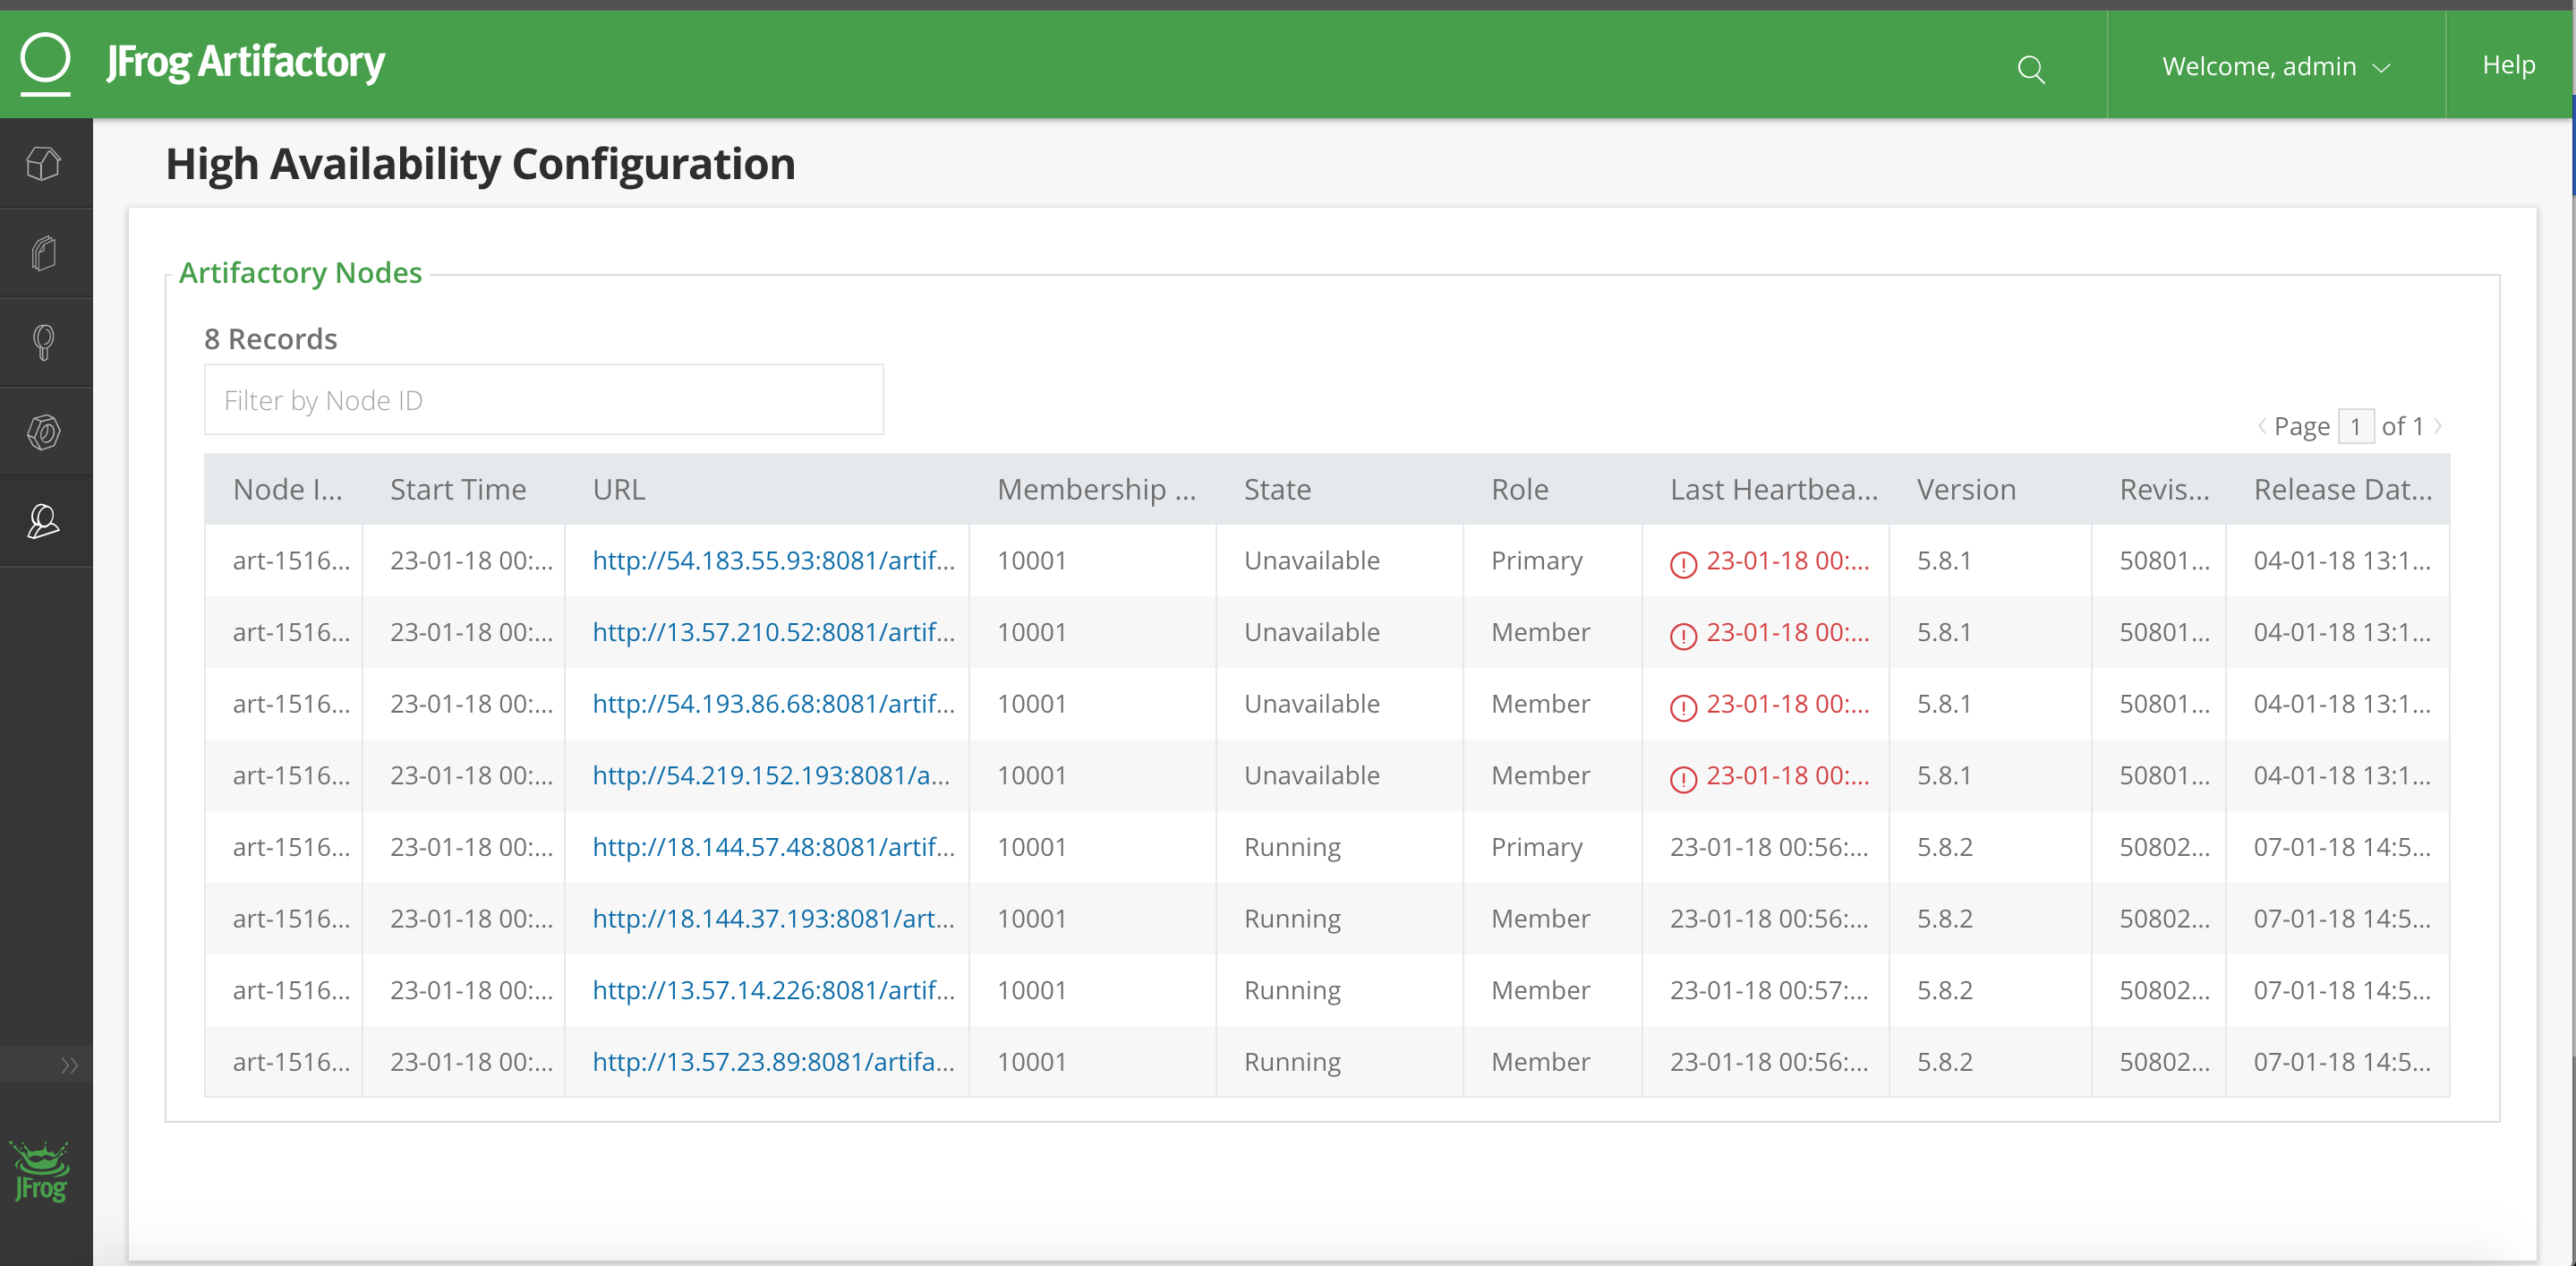 JFrog Artifactory
Welcome, admin
Help
High Availability Configuration
Artifactory Nodes
8 Records
Filter by Node ID
Page 1 of 1
Node I... Start Time URL Membership ... State Role Last Heartbea... Version Revis... Release Dat...
art-1516... 23-01-18 00:... http://54.183.55.93:8081/artif... 10001 Unavailable Primary 23-01-18 00:... 5.8.1 50801... 04-01-18 13:1...
art-1516... 23-01-18 00:... http://13.57.210.52:8081/artif... 10001 Unavailable Member 23-01-18 00:... 5.8.1 50801... 04-01-18 13:1...
art-1516... 23-01-18 00:... http://54.193.86.68:8081/artif... 10001 Unavailable Member 23-01-18 00:... 5.8.1 50801... 04-01-18 13:1...
art-1516... 23-01-18 00:... http://54.219.152.193:8081/a... 10001 Unavailable Member 23-01-18 00:... 5.8.1 50801... 04-01-18 13:1...
art-1516... 23-01-18 00:... http://18.144.57.48:8081/artif... 10001 Running Primary 23-01-18 00:56:... 5.8.2 50802... 07-01-18 14:5...
art-1516... 23-01-18 00:... http://18.144.37.193:8081/art... 10001 Running Member 23-01-18 00:56:... 5.8.2 50802... 07-01-18 14:5...
art-1516... 23-01-18 00:... http://13.57.14.226:8081/artif... 10001 Running Member 23-01-18 00:57:... 5.8.2 50802... 07-01-18 14:5...
art-1516... 23-01-18 00:... http://13.57.23.89:8081/artifa... 10001 Running Member 23-01-18 00:56:... 5.8.2 50802... 07-01-18 14:5...
JFrog